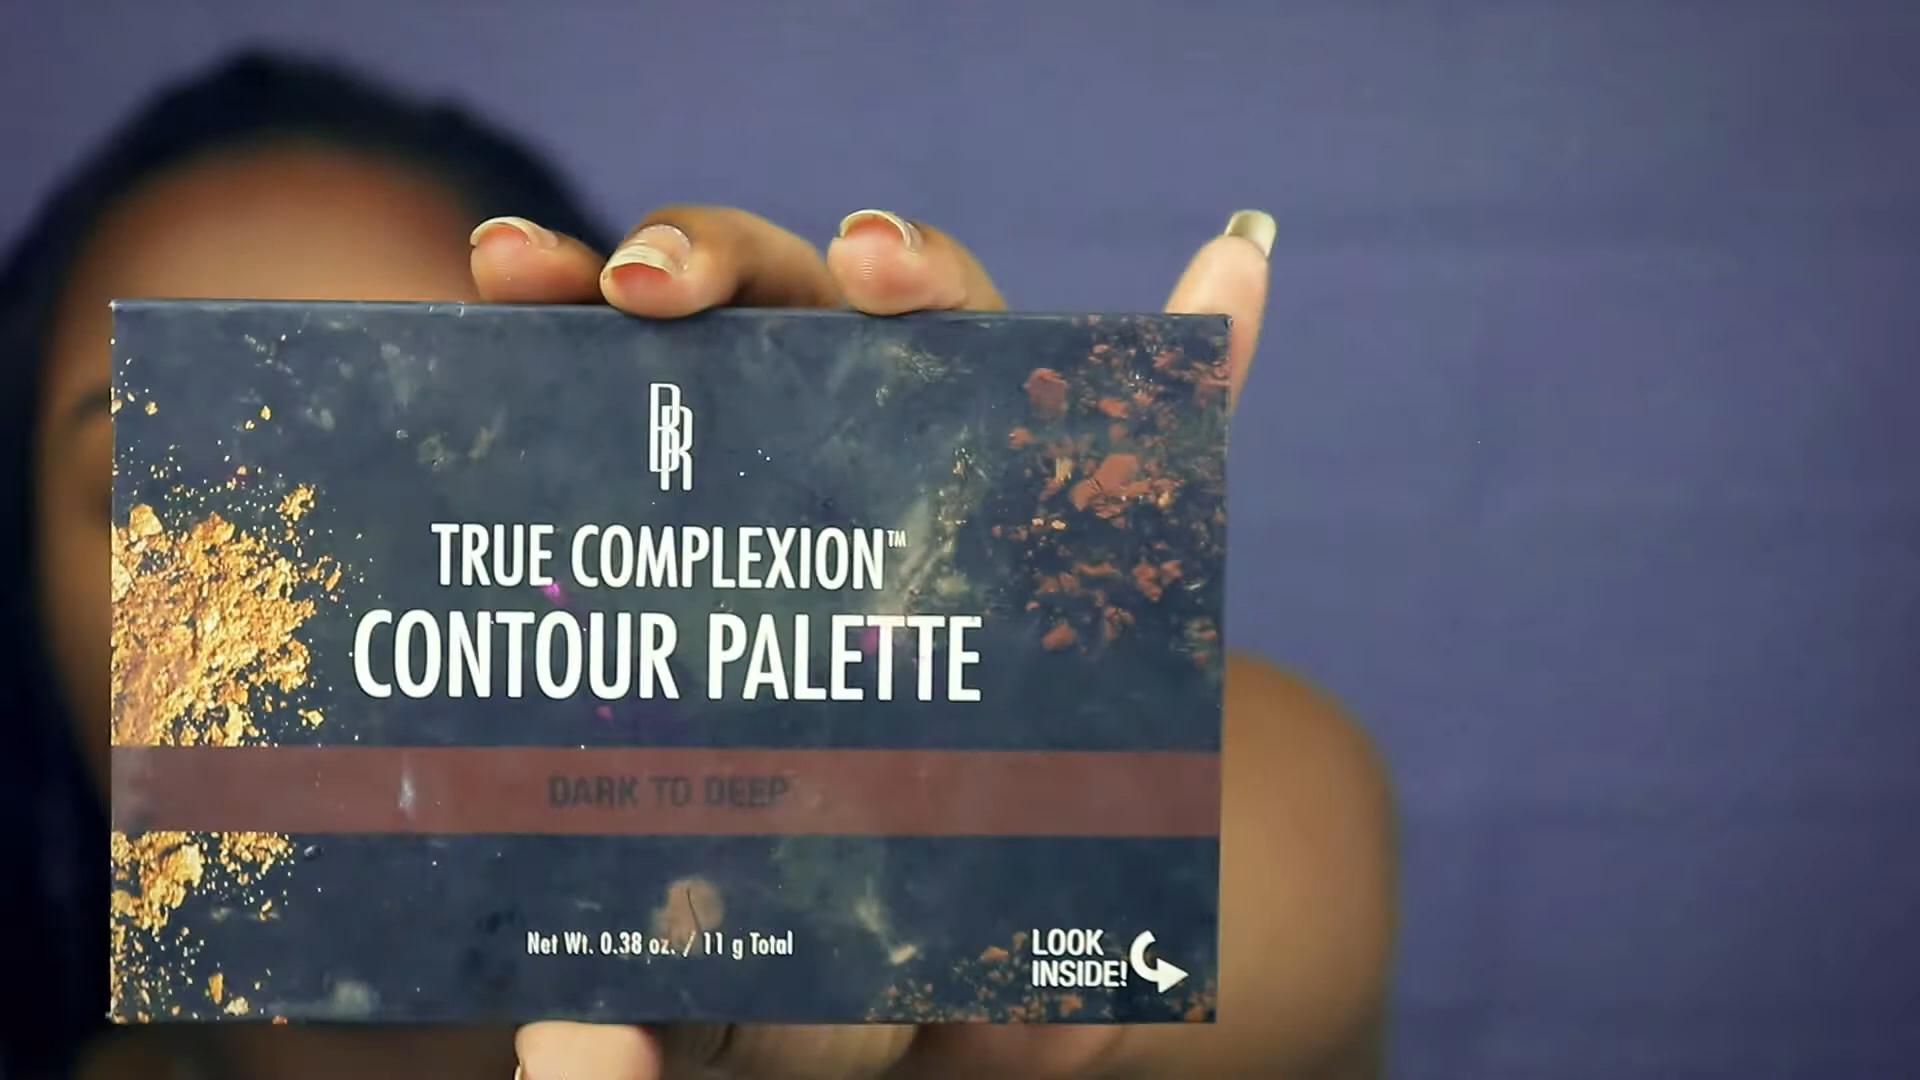 BR
TRUE COMPLEXION™
CONTOUR PALETTE
DARK TO DEEP
Net Wt. 0.38 oz. / 11 g Total
LOOK
INSIDE!